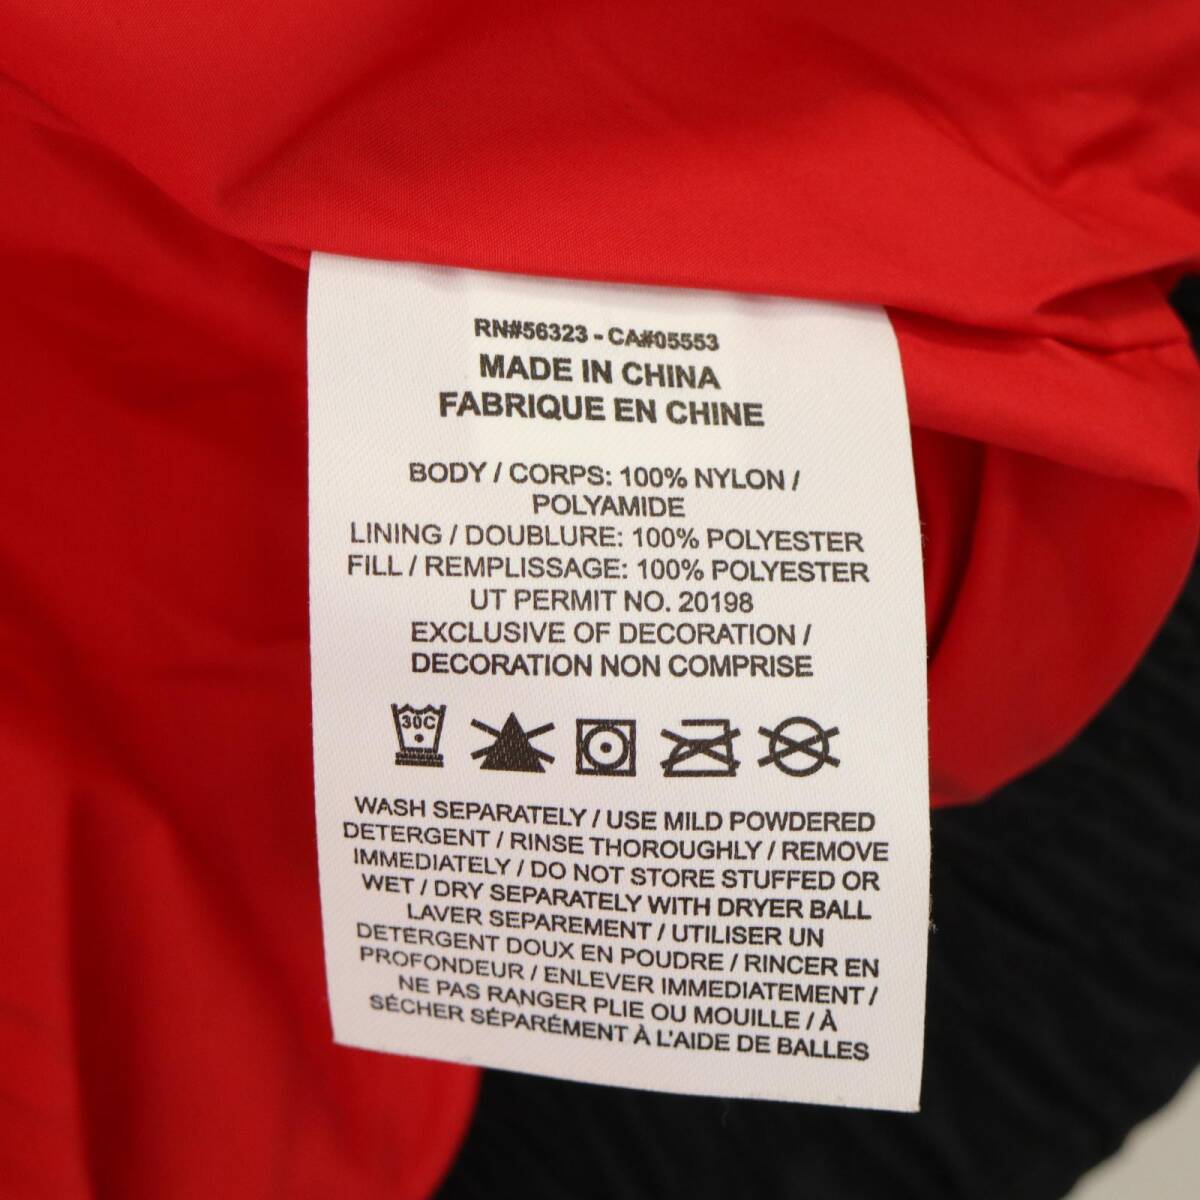 RN#56323 - CA#05553
MADE IN CHINA
FABRIQUE EN CHINE
BODY / CORPS: 100% NYLON /
POLYAMIDE
LINING / DOUBLURE: 100% POLYESTER
FILL / REMPLISSAGE: 100% POLYESTER
UT PERMIT NO. 20198
EXCLUSIVE OF DECORATION /
DECORATION NON COMPRISE
30C
WASH SEPARATELY / USE MILD POWDERED
DETERGENT / RINSE THOROUGHLY / REMOVE
IMMEDIATELY / DO NOT STORE STUFFED OR
WET / DRY SEPARATELY WITH DRYER BALL
LAVER SEPAREMENT / UTILISER UN
DETERGENT DOUX EN POUDRE / RINCER EN
PROFONDEUR / ENLEVER IMMEDIATEMENT /
NE PAS RANGER PLIE OU MOUILLE / À
SÉCHER SÉPARÉMENT À L'AIDE DE BALLES